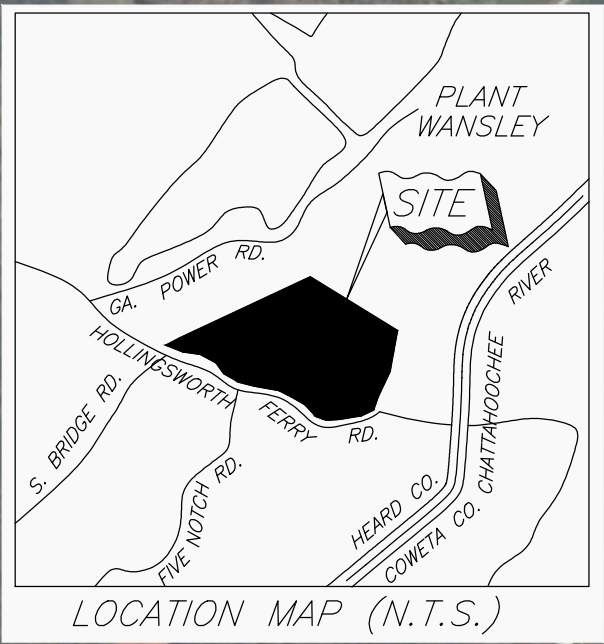 PLANT
WANSLEY
SITE
GA. POWER RD.
RIVER
HOLLINGSWORTH FERRY RD.
CHATTAHOOCHEE
S. BRIDGE RD.
FIVE NOTCH RD.
HEARD CO.
COWETA CO.
LOCATION MAP (N.T.S.)